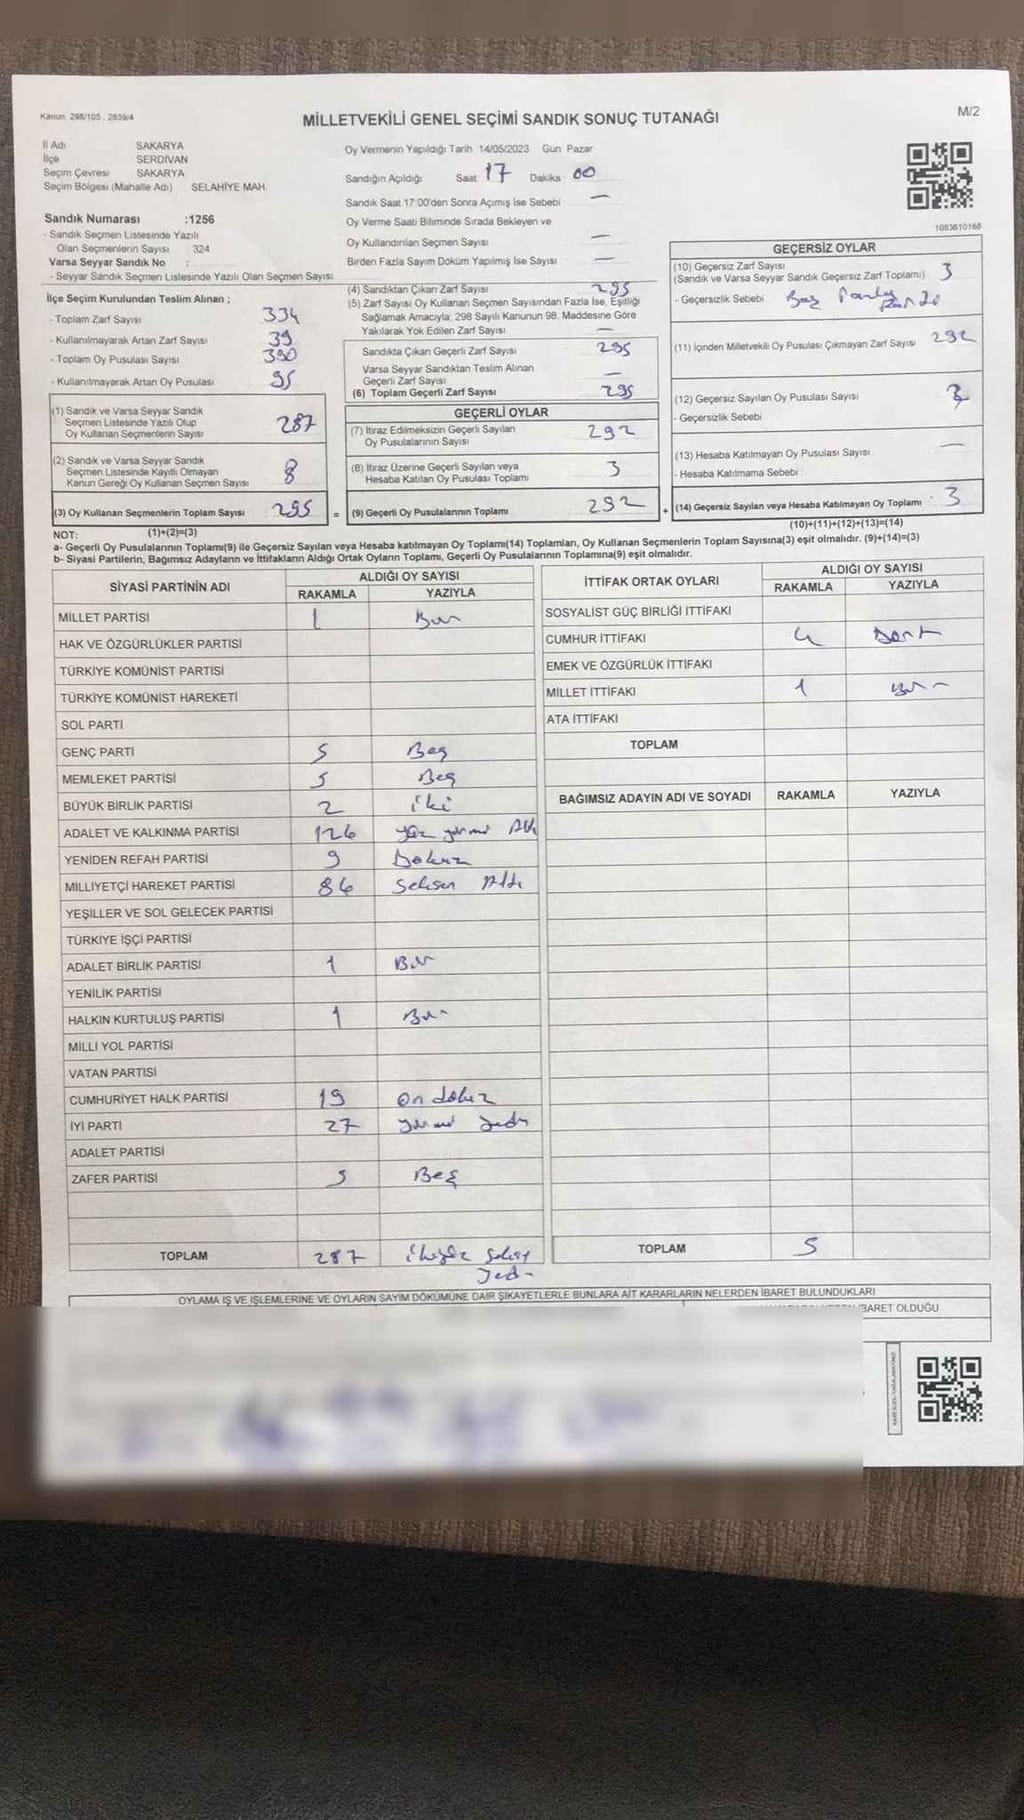 Kanun. 298/105 . 2839/4
MİLLETVEKİLİ GENEL SEÇİMİ SANDIK SONUÇ TUTANAĞI
M/2
İl Adı SAKARYA
İlçe SERDİVAN
Seçim Çevresi SAKARYA
Seçim Bölgesi (Mahalle Adı) SELAHİYE MAH.
Sandık Numarası :1256
- Sandık Seçmen Listesinde Yazılı
Olan Seçmenlerin Sayısı 324
Varsa Seyyar Sandık No :
- Seyyar Sandık Seçmen Listesinde Yazılı Olan Seçmen Sayısı
İlçe Seçim Kurulundan Teslim Alınan ;
- Toplam Zarf Sayısı 334
- Kullanılmayarak Artan Zarf Sayısı 39
- Toplam Oy Pusulası Sayısı 390
- Kullanılmayarak Artan Oy Pusulası 95
(1) Sandık ve Varsa Seyyar Sandık
Seçmen Listesinde Yazılı Olup
Oy Kullanan Seçmenlerin Sayısı 287
(2) Sandık ve Varsa Seyyar Sandık
Seçmen Listesinde Kayıtlı Olmayan
Kanun Gereği Oy Kullanan Seçmen Sayısı 8
(3) Oy Kullanan Seçmenlerin Toplam Sayısı 295 =
Oy Vermenin Yapıldığı Tarih 14/05/2023 Gün Pazar
Sandığın Açıldığı Saat 17 Dakika 00
Sandık Saat 17:00'den Sonra Açımış İse Sebebi —
Oy Verme Saati Bitiminde Sırada Bekleyen ve
Oy Kullandırılan Seçmen Sayısı —
Birden Fazla Sayım Döküm Yapılmış İse Sayısı —
(4) Sandıktan Çıkan Zarf Sayısı 295
(5) Zarf Sayısı Oy Kullanan Seçmen Sayısından Fazla İse, Eşitliği
Sağlamak Amacıyla, 298 Sayılı Kanunun 98. Maddesine Göre
Yakılarak Yok Edilen Zarf Sayısı —
Sandıkta Çıkan Geçerli Zarf Sayısı 295
Varsa Seyyar Sandıktan Teslim Alınan
Geçerli Zarf Sayısı —
(6) Toplam Geçerli Zarf Sayısı 295
GEÇERLİ OYLAR
(7) İtiraz Edilmeksizin Geçerli Sayılan
Oy Pusulalarının Sayısı 292
(8) İtiraz Üzerine Geçerli Sayılan veya
Hesaba Katılan Oy Pusulası Toplamı 3
(9) Geçerli Oy Pusulalarının Toplamı 292 +
1083610168
GEÇERSİZ OYLAR
(10) Geçersiz Zarf Sayısı
(Sandık ve Varsa Seyyar Sandık Geçersiz Zarf Toplamı) 3
- Geçersizlik Sebebi
(11) İçinden Milletvekili Oy Pusulası Çıkmayan Zarf Sayısı 292
(12) Geçersiz Sayılan Oy Pusulası Sayısı
- Geçersizlik Sebebi
(13) Hesaba Katılmayan Oy Pusulası Sayısı —
- Hesaba Katılmama Sebebi :
(14) Geçersiz Sayılan veya Hesaba Katılmayan Oy Toplamı 3
NOT: (1)+(2)=(3)
(10)+(11)+(12)+(13)=(14)
a- Geçerli Oy Pusulalarının Toplamı(9) ile Geçersiz Sayılan veya Hesaba katılmayan Oy Toplamı(14) Toplamları, Oy Kullanan Seçmenlerin Toplam Sayısına(3) eşit olmalıdır. (9)+(14)=(3)
b- Siyasi Partilerin, Bağımsız Adayların ve İttifakların Aldığı Ortak Oyların Toplamı, Geçerli Oy Pusulalarının Toplamına(9) eşit olmalıdır.
SİYASİ PARTİNİN ADI ALDIĞI OY SAYISI
RAKAMLA YAZIYLA
MİLLET PARTİSİ 1 Bir
HAK VE ÖZGÜRLÜKLER PARTİSİ
TÜRKİYE KOMÜNİST PARTİSİ
TÜRKİYE KOMÜNİST HAREKETİ
SOL PARTİ
GENÇ PARTİ 5 Beş
MEMLEKET PARTİSİ 5 Beş
BÜYÜK BİRLİK PARTİSİ 2 iki
ADALET VE KALKINMA PARTİSİ 126 yüz yirmi Altı
YENİDEN REFAH PARTİSİ 9 Dokuz
MİLLİYETÇİ HAREKET PARTİSİ 86 Seksen Altı
YEŞİLLER VE SOL GELECEK PARTİSİ
TÜRKİYE İŞÇİ PARTİSİ
ADALET BİRLİK PARTİSİ 1 Bir
YENİLİK PARTİSİ
HALKIN KURTULUŞ PARTİSİ 1 Bir
MİLLİ YOL PARTİSİ
VATAN PARTİSİ
CUMHURİYET HALK PARTİSİ 19 on dokuz
İYİ PARTİ 27 yirmi yedi
ADALET PARTİSİ
ZAFER PARTİSİ 5 Beş
TOPLAM 287 ikiyüz seksen
yedi
İTTİFAK ORTAK OYLARI ALDIĞI OY SAYISI
RAKAMLA YAZIYLA
SOSYALİST GÜÇ BİRLİĞİ İTTİFAKI
CUMHUR İTTİFAKI 4 Dört
EMEK VE ÖZGÜRLÜK İTTİFAKI
MİLLET İTTİFAKI 1 Bir
ATA İTTİFAKI
TOPLAM
BAĞIMSIZ ADAYIN ADI VE SOYADI RAKAMLA YAZIYLA
TOPLAM 5
OYLAMA İŞ VE İŞLEMLERİNE VE OYLARIN SAYIM DÖKÜMÜNE DAİR ŞİKAYETLERLE BUNLARA AİT KARARLARIN NELERDEN İBARET BULUNDUKLARI
BARET OLDUĞU